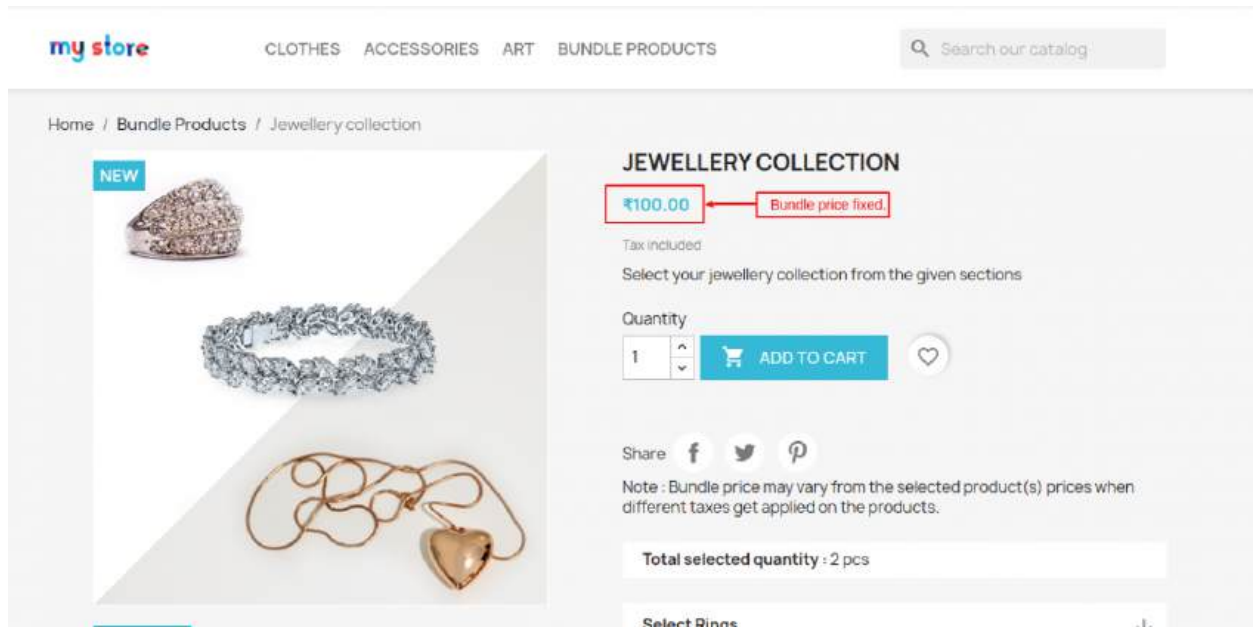 my store
CLOTHES ACCESSORIES ART BUNDLE PRODUCTS
Search our catalog
Home / Bundle Products / Jewellery collection
NEW
JEWELLERY COLLECTION
₹100.00
Bundle price fixed.
Tax included
Select your jewellery collection from the given sections
Quantity
1
ADD TO CART
Share
Note : Bundle price may vary from the selected product(s) prices when
different taxes get applied on the products.
Total selected quantity : 2 pcs
Select Rings